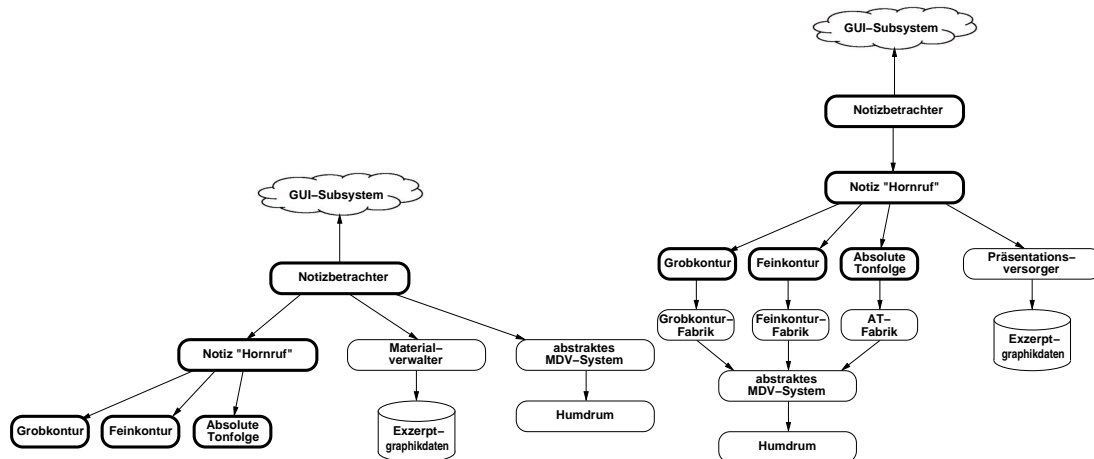 GUI–Subsystem
Notizbetrachter
Notiz "Hornruf"
Material–
verwalter
abstraktes
MDV–System
Grobkontur
Feinkontur
Absolute
Tonfolge
Exzerpt–
graphikdaten
Humdrum
GUI–Subsystem
Notizbetrachter
Notiz "Hornruf"
Grobkontur
Feinkontur
Absolute
Tonfolge
Präsentations–
versorger
Grobkontur–
Fabrik
Feinkontur–
Fabrik
AT–
Fabrik
Exzerpt–
graphikdaten
abstraktes
MDV–System
Humdrum